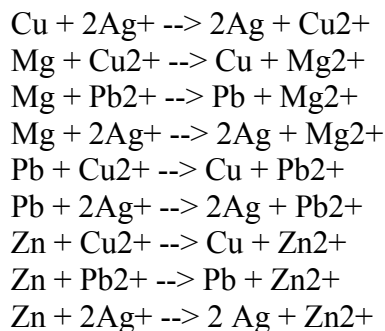 Cu + 2Ag+ --> 2Ag + Cu2+
Mg + Cu2+ --> Cu + Mg2+
Mg + Pb2+ --> Pb + Mg2+
Mg + 2Ag+ --> 2Ag + Mg2+
Pb + Cu2+ --> Cu + Pb2+
Pb + 2Ag+ --> 2Ag + Pb2+
Zn + Cu2+ --> Cu + Zn2+
Zn + Pb2+ --> Pb + Zn2+
Zn + 2Ag+ --> 2 Ag + Zn2+